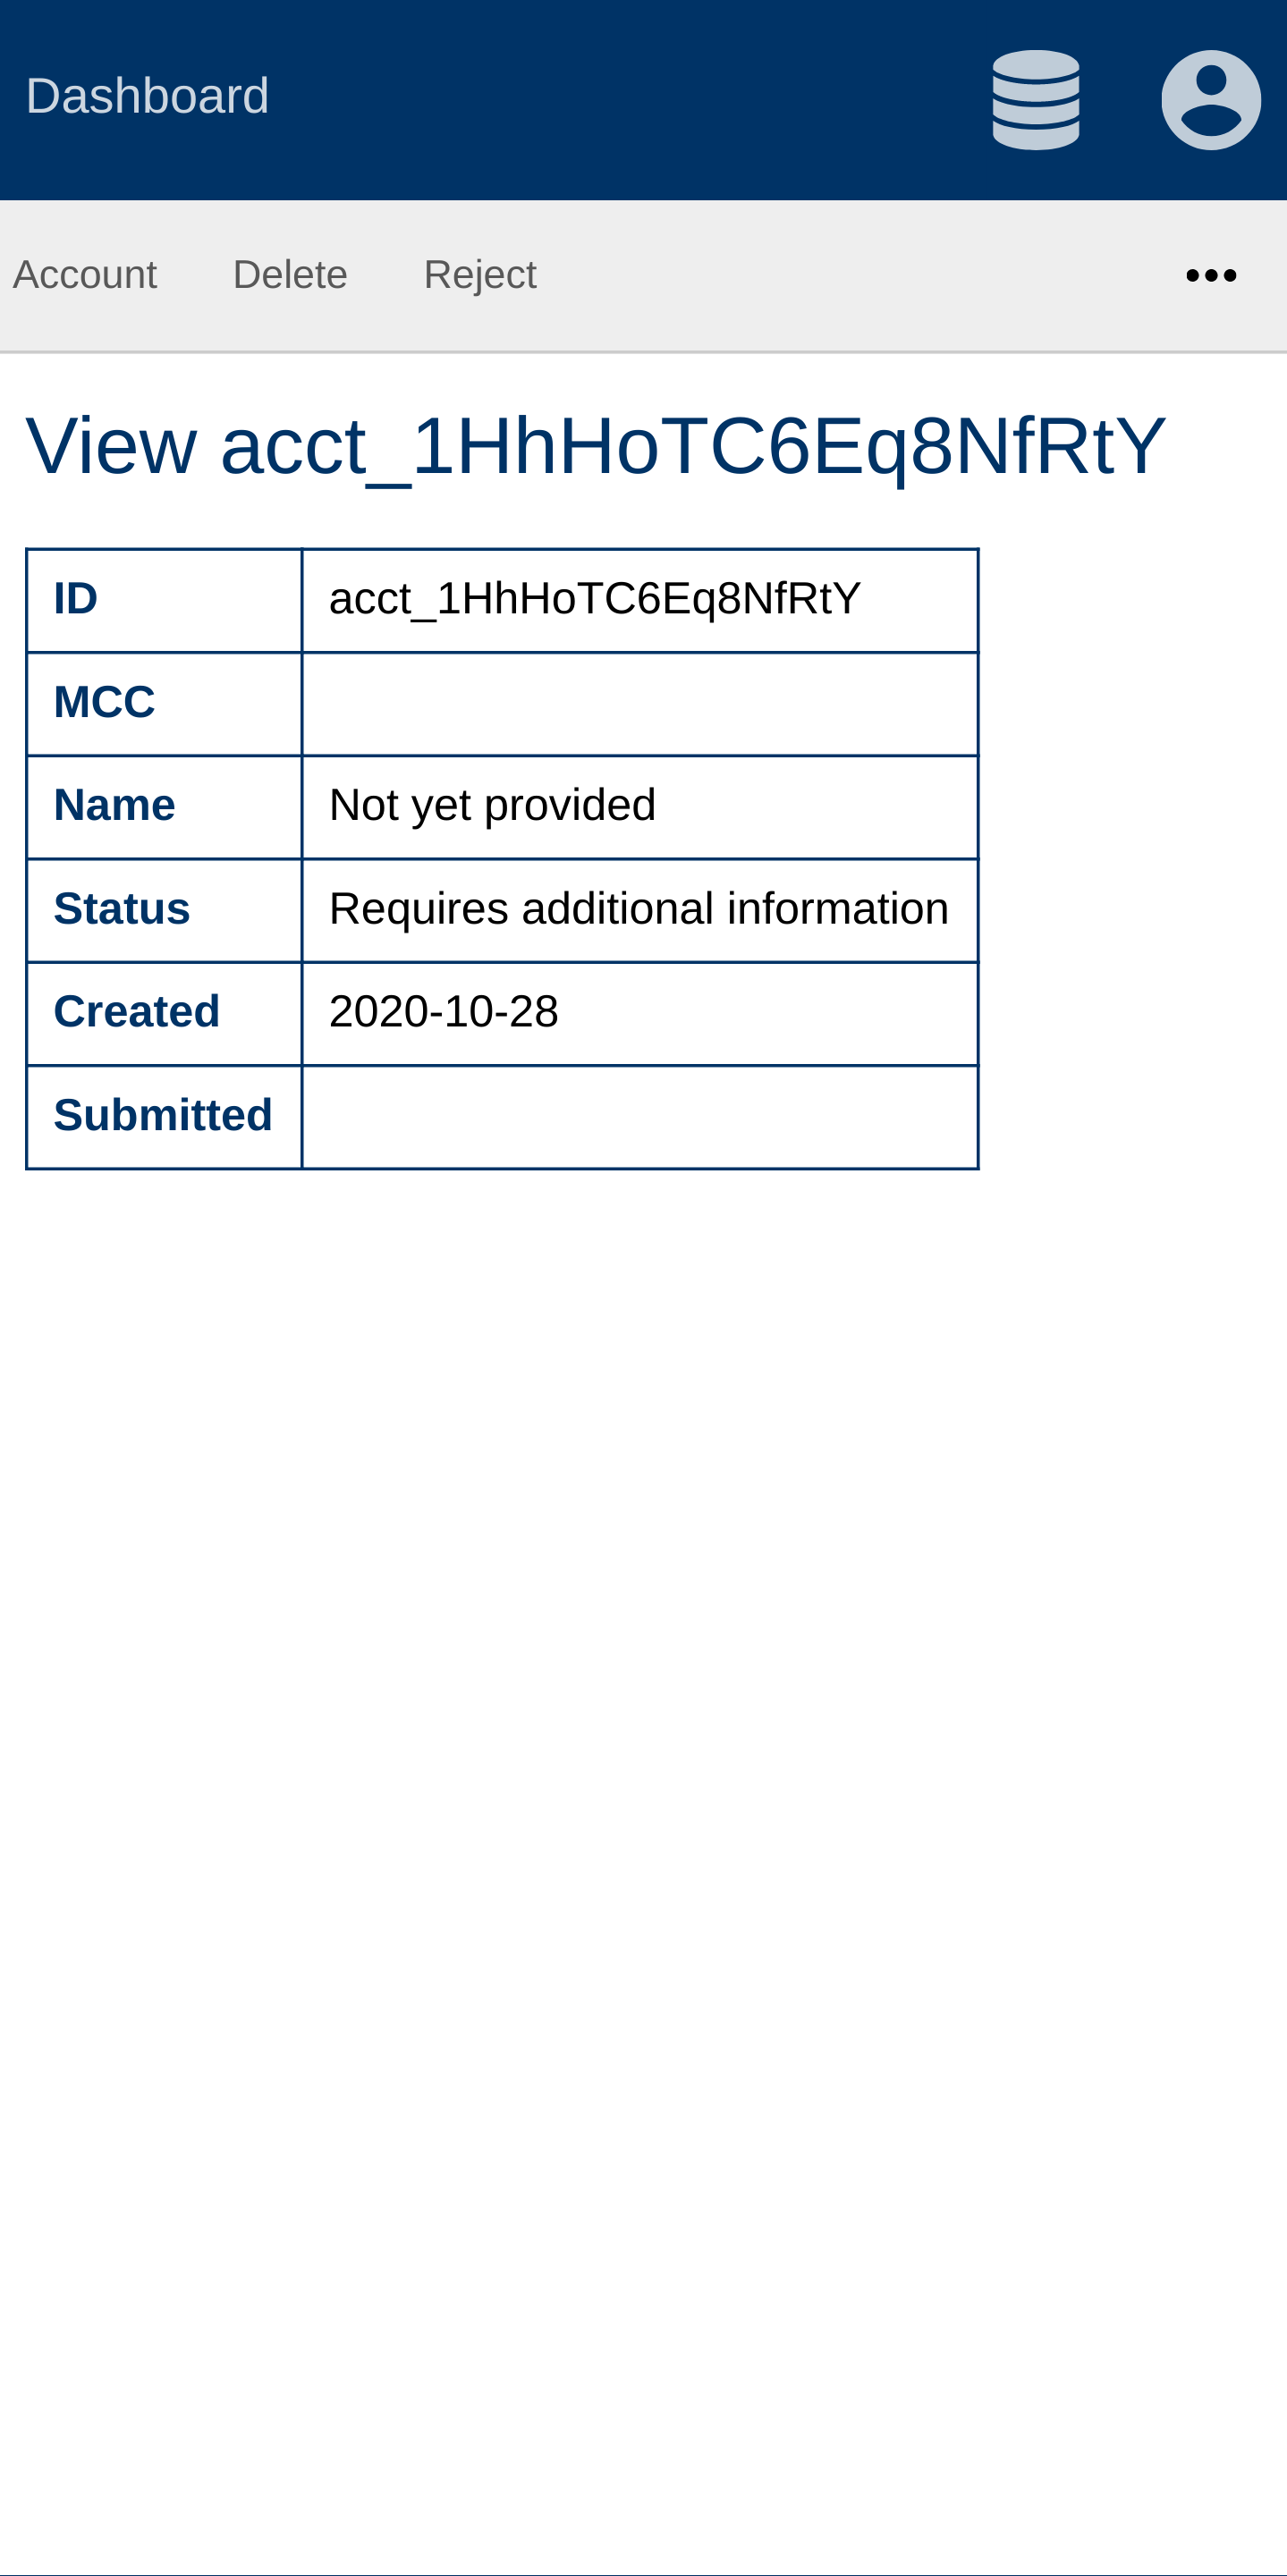 Dashboard
Account Delete Reject
View acct_1HhHoTC6Eq8NfRtY
ID acct_1HhHoTC6Eq8NfRtY
MCC
Name Not yet provided
Status Requires additional information
Created 2020-10-28
Submitted